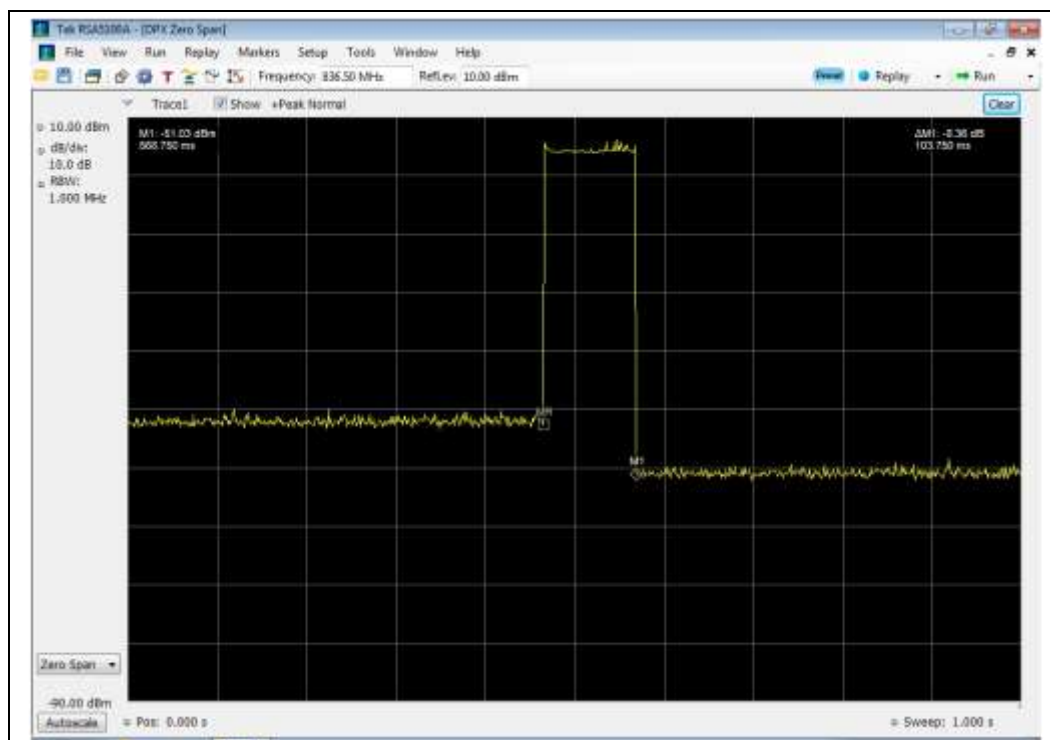 Tek RSA5100A - [DPX Zero Span]
File View Run Replay Markers Setup Tools Window Help
Frequency: 836.50 MHz RefLev: 10.00 dBm Preset Replay Run
Trace1 Show +Peak Normal Clear
10.00 dBm
dB/div:
10.0 dB
RBW:
1.000 MHz
M1: -51.03 dBm
568.750 ms
ΔM1: -8.36 dB
103.750 ms
MR
M1
Zero Span
-90.00 dBm
Autoscale Pos: 0.000 s Sweep: 1.000 s